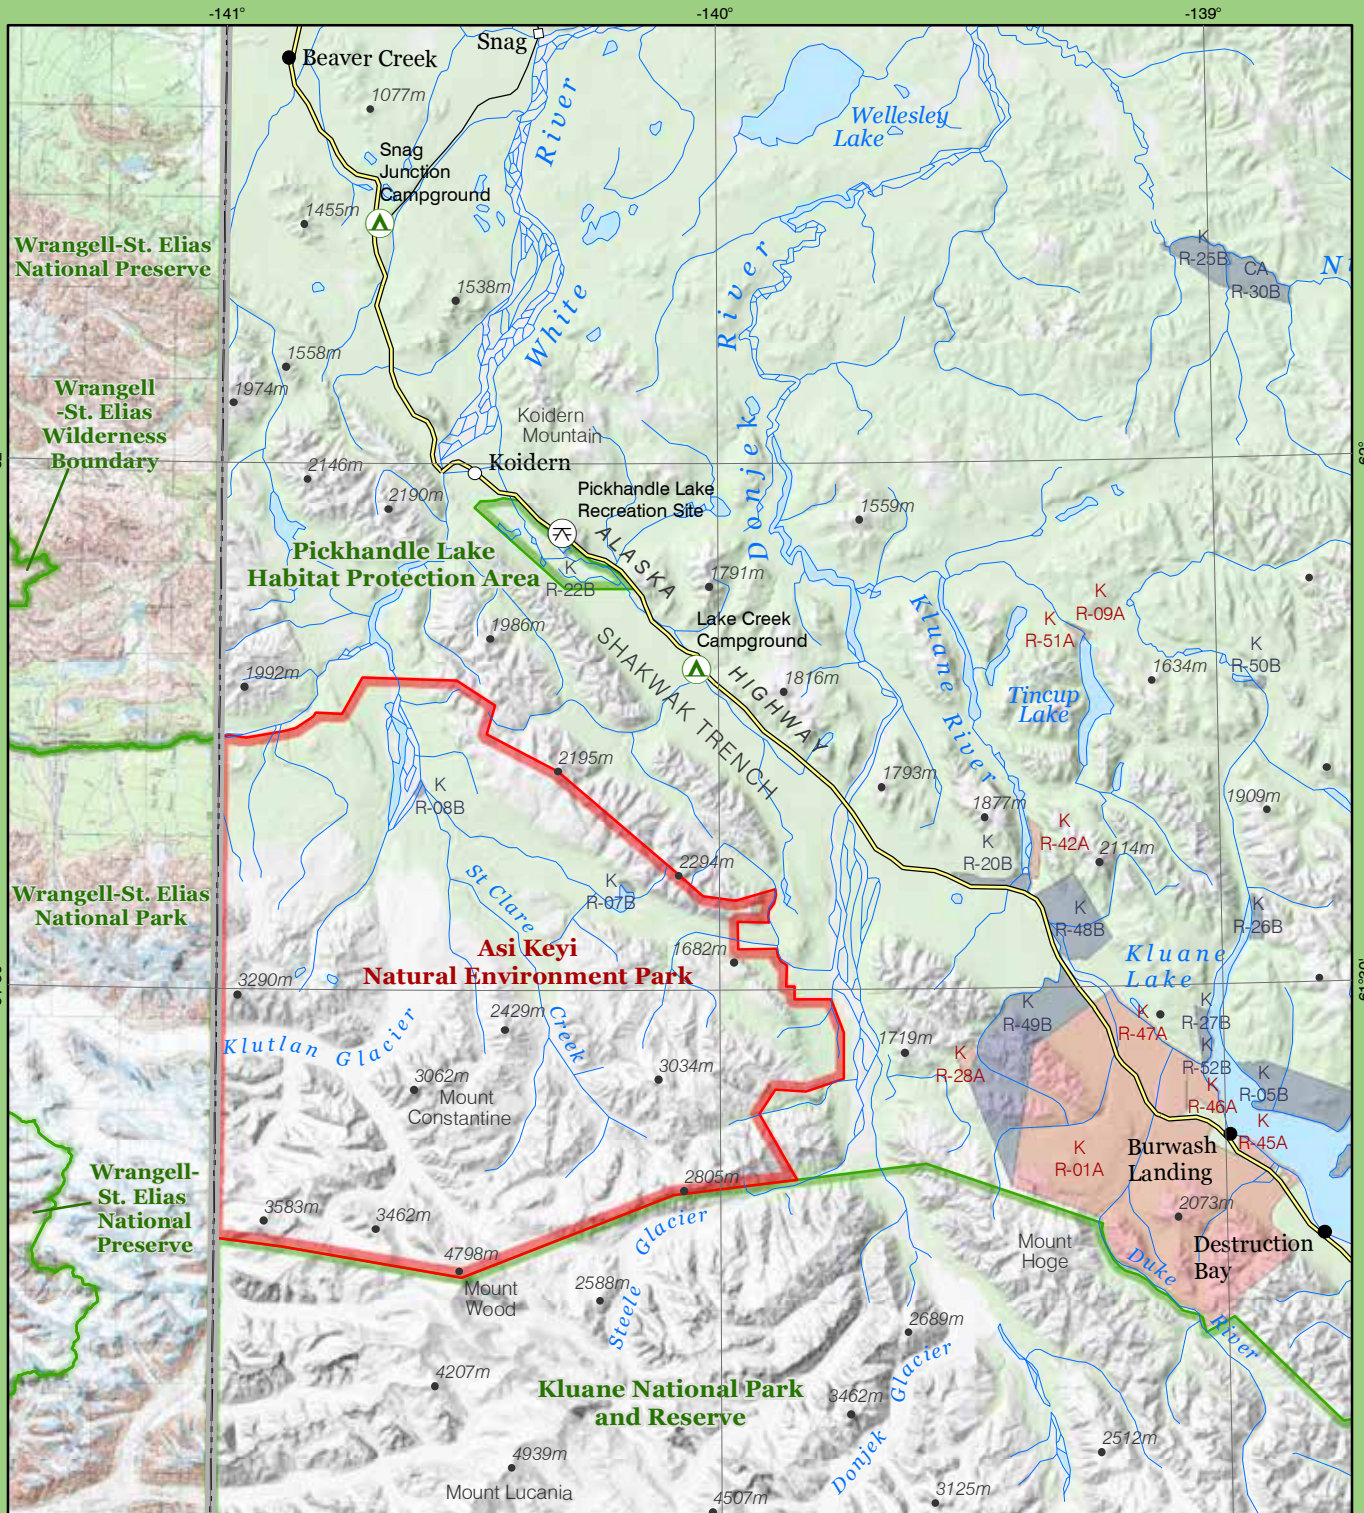 -141°
-140°
-139°
Beaver Creek
Snag
1077m
River
Wellesley
Lake
Snag
Junction
Campground
1455m
Wrangell-St. Elias
National Preserve
K
R-25B
CA
R-30B
1538m
White
River
1558m
1974m
Wrangell
-St. Elias
Wilderness
Boundary
Koidern
Mountain
Donjek
62°
Koidern
2146m
2190m
Pickhandle Lake
Recreation Site
1559m
ALASKA
Pickhandle Lake
Habitat Protection Area
K
R-22B
1791m
Kluane River
K
R-09A
K
R-51A
1986m
Lake Creek
Campground
SHAKWAK TRENCH
HIGHWAY
K
R-50B
1992m
1634m
1816m
Tincup
Lake
2195m
1793m
K
R-08B
1877m
1909m
K
R-42A
K
R-20B
2114m
2294m
St Clare
K
R-07B
Wrangell-St. Elias
National Park
K
R-48B
K
R-26B
Asi Keyi
Natural Environment Park
1682m
Kluane
Lake
3290m
2429m
K
R-49B
K
R-47A
K
R-27B
Creek
Klutlan Glacier
1719m
K
R-28A
K
R-52B
3034m
3062m
Mount
Constantine
K
R-46A
K
R-05B
K
R-45A
K
R-01A
Burwash
Landing
Wrangell-
St. Elias
National
Preserve
2805m
3583m
3462m
2073m
Glacier
Destruction
Bay
Mount
Hoge
4798m
Mount
Wood
2588m
Duke
Steele
River
2689m
Glacier
4207m
Kluane National Park
and Reserve
3462m
2512m
4939m
Donjek
Mount Lucania
4507m
3125m